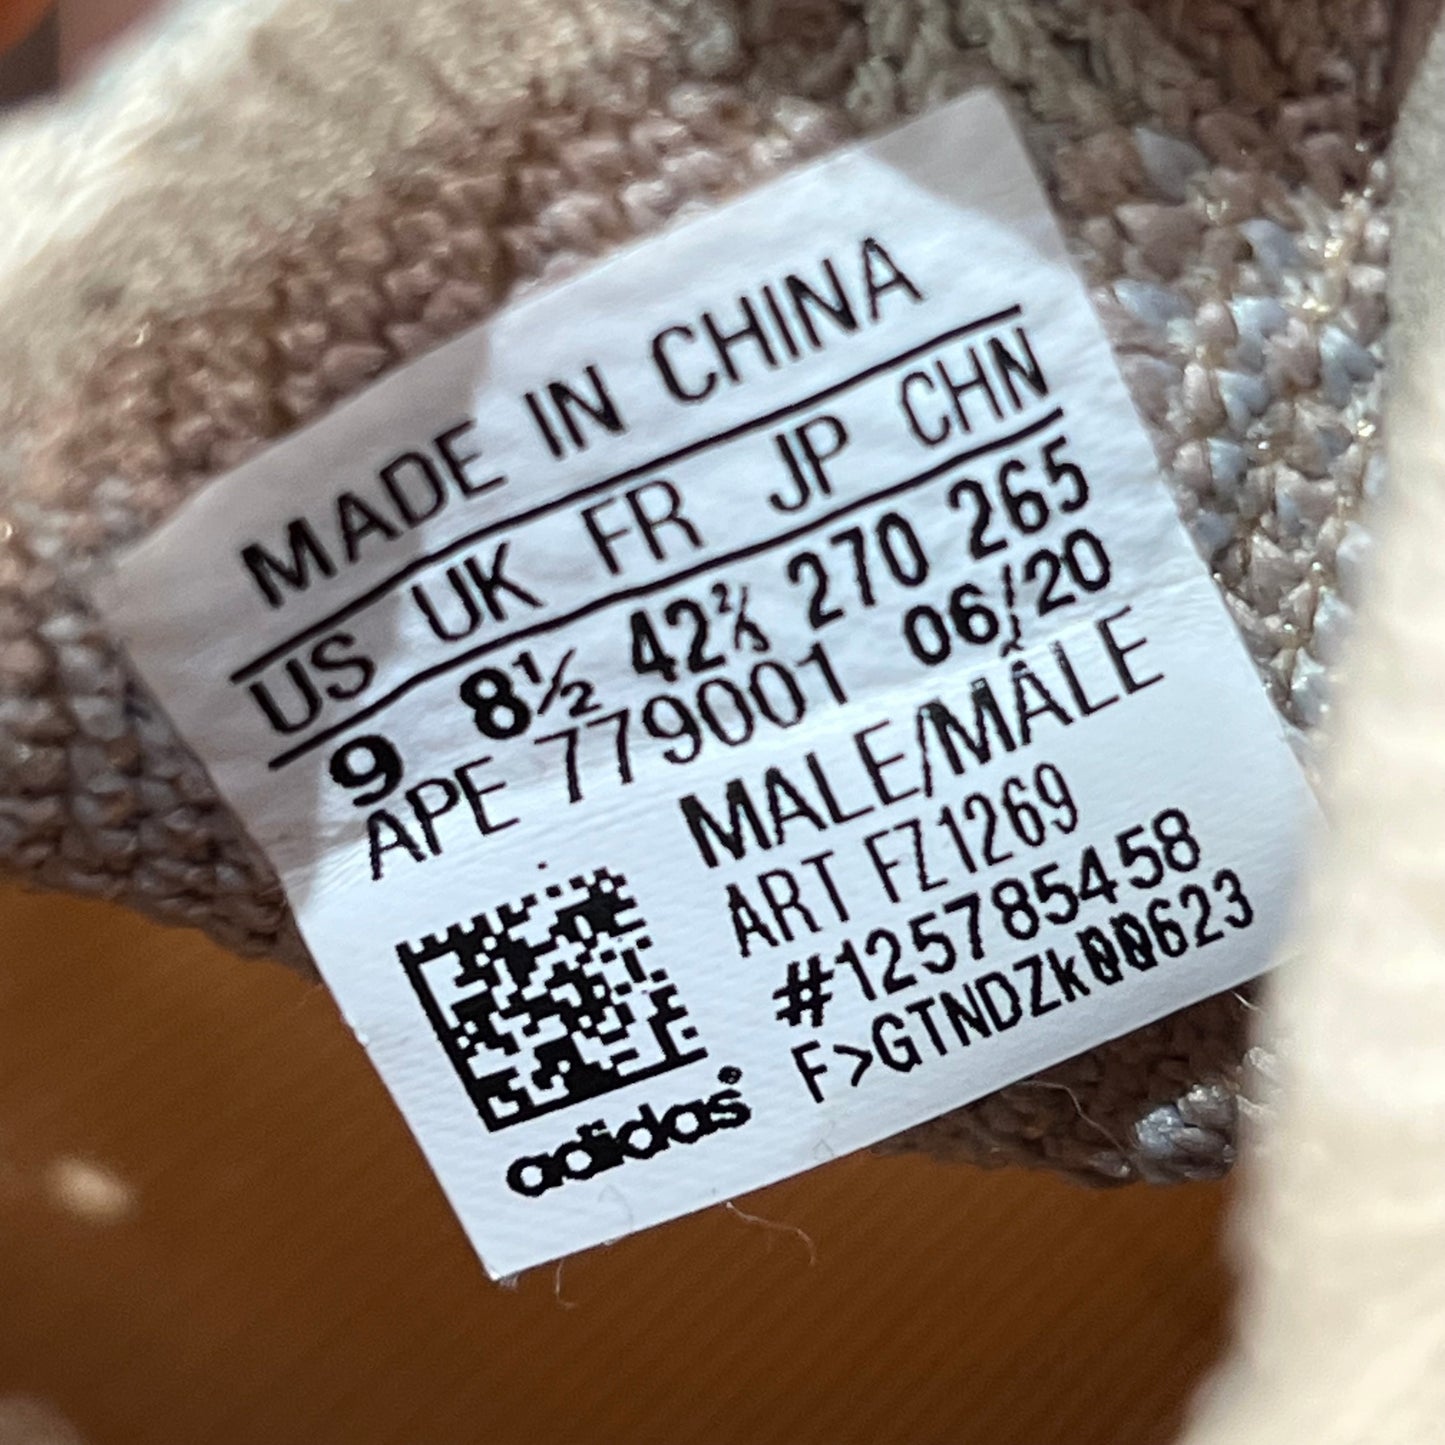 MADE IN CHINA
US UK FR JP CHN
9 8½ 42⅔ 270 265
APE 779001 06/20
MALE/MÂLE
ART FZ1269
#125785458
F>GTNDZk00623
adidas®